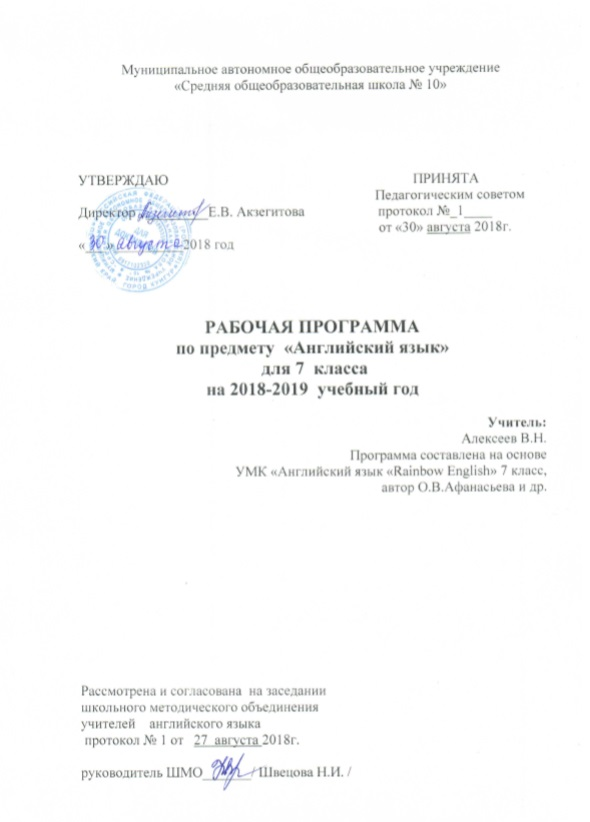 Муниципальное автономное общеобразовательное учреждение
«Средняя общеобразовательная школа № 10»
УТВЕРЖДАЮ
ПРИНЯТА
Педагогическим советом
Директор Е.В. Акзегитова
протокол №_1____
от «30» августа 2018г.
«30» августа 2018 год
РАБОЧАЯ ПРОГРАММА
по предмету «Английский язык»
для 7 класса
на 2018-2019 учебный год
Учитель:
Алексеев В.Н.
Программа составлена на основе
УМК «Английский язык «Rainbow English» 7 класс,
автор О.В.Афанасьева и др.
Рассмотрена и согласована на заседании
школьного методического объединения
учителей английского языка
протокол № 1 от 27 августа 2018г.
руководитель ШМО / Швецова Н.И. /